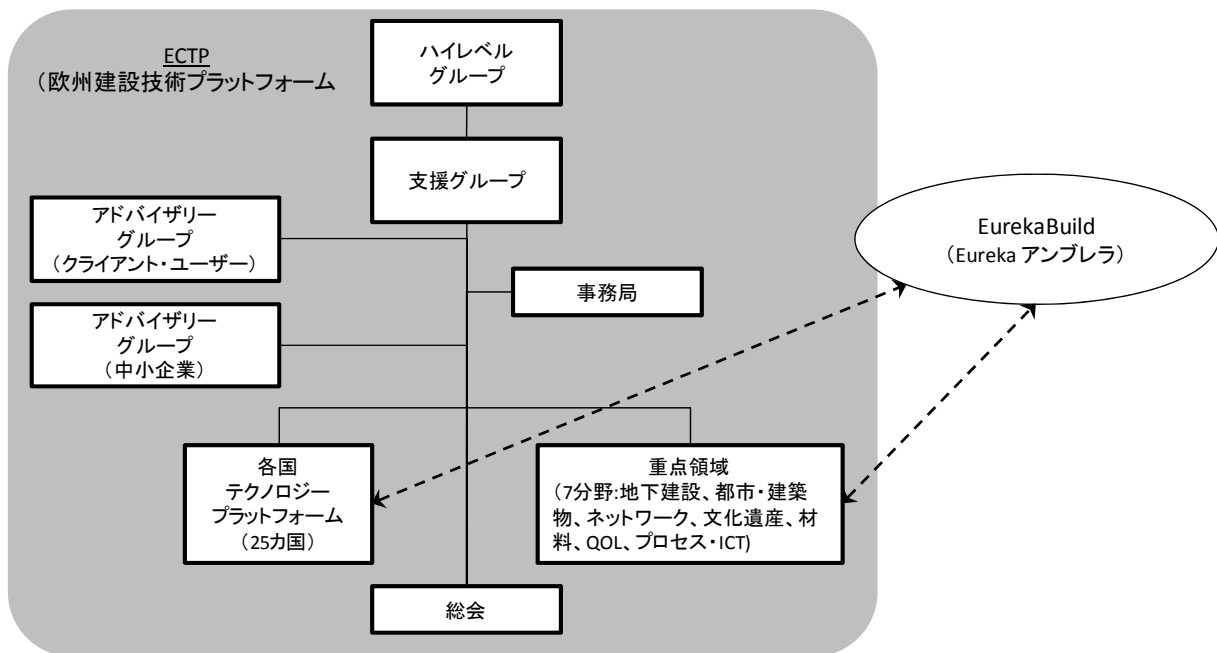 ECTP
（欧州建設技術プラットフォーム
ハイレベル
グループ
支援グループ
アドバイザリー
グループ
（クライアント・ユーザー）
事務局
アドバイザリー
グループ
（中小企業）
EurekaBuild
（Eureka アンブレラ）
各国
テクノロジー
プラットフォーム
（25カ国）
重点領域
（7分野:地下建設、都市・建築
物、ネットワーク、文化遺産、材
料、QOL、プロセス・ICT)
総会